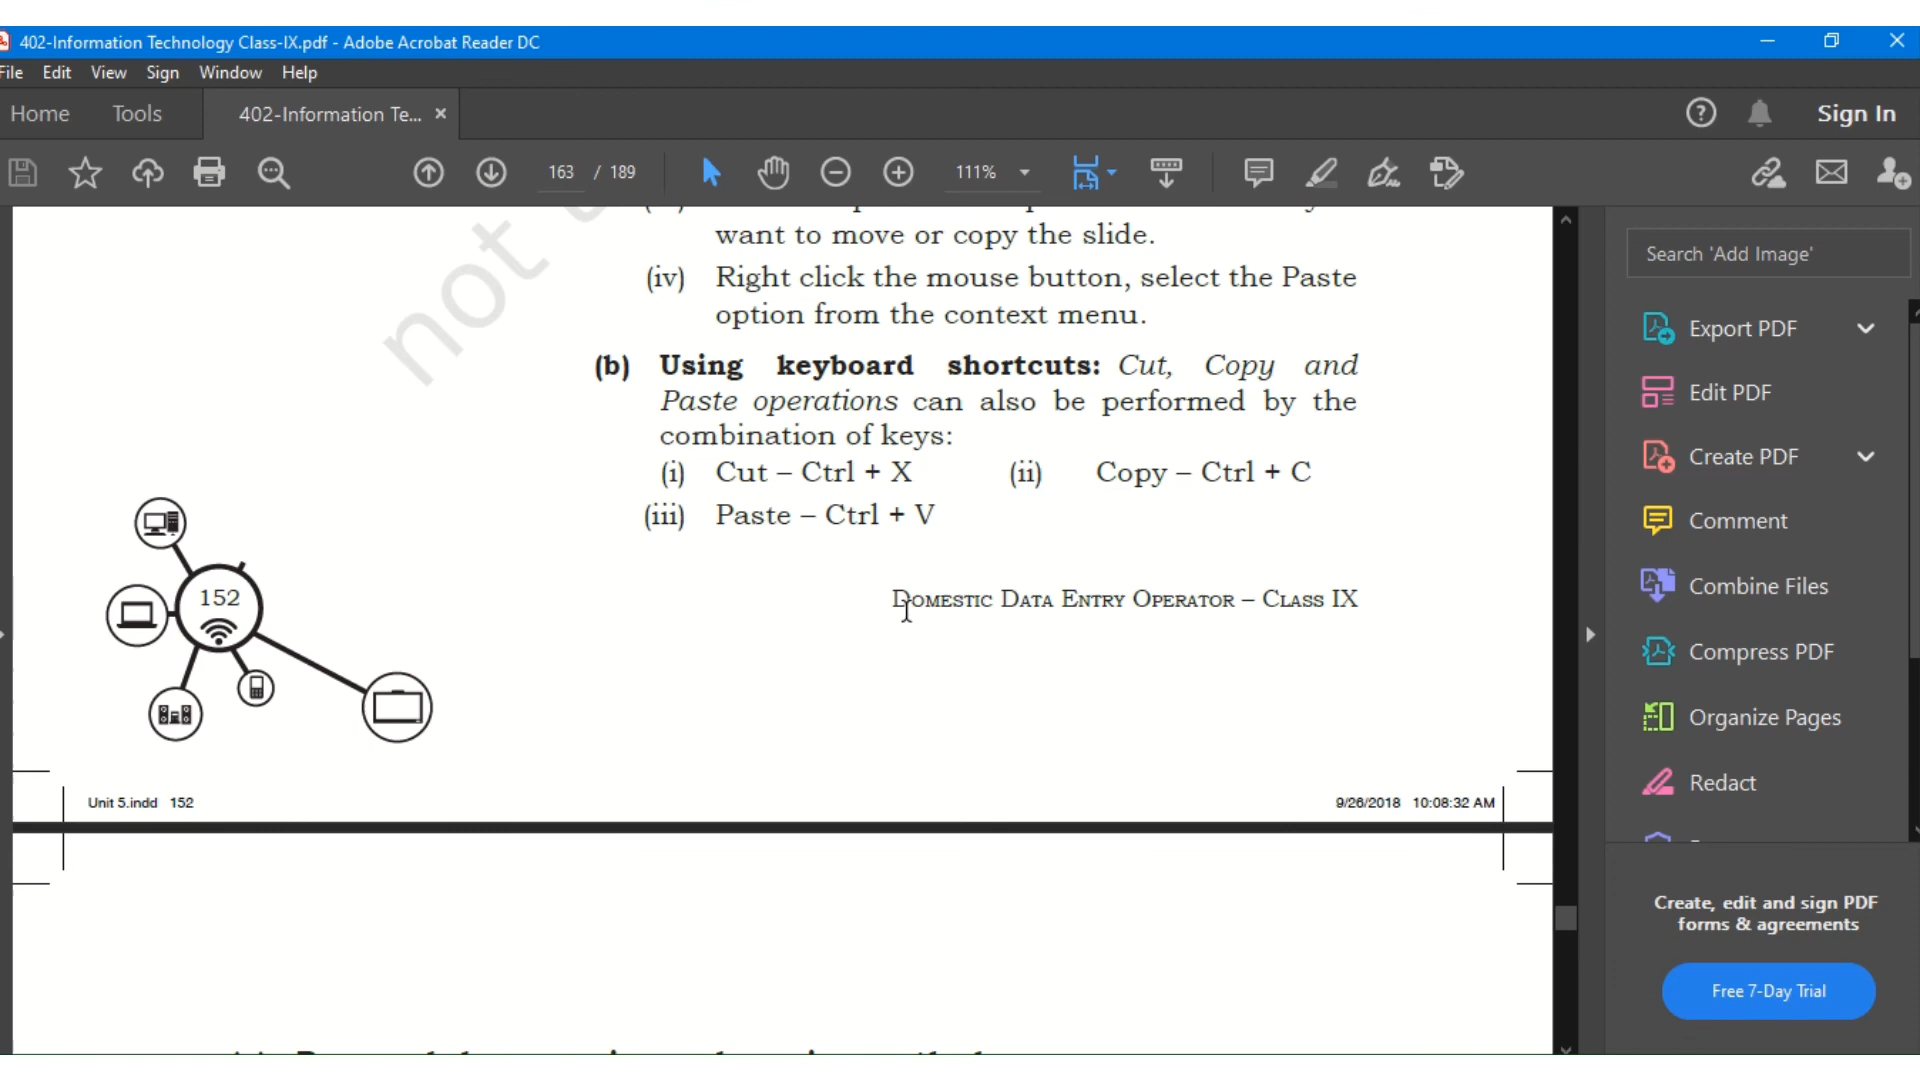 402-Information Technology Class-IX.pdf - Adobe Acrobat Reader DC
File Edit View Sign Window Help
Home Tools 402-Information Te... × Sign In
163 / 189 111%
want to move or copy the slide.
(iv) Right click the mouse button, select the Paste
option from the context menu.
(b) Using keyboard shortcuts: Cut, Copy and
Paste operations can also be performed by the
combination of keys:
(i) Cut – Ctrl + X (ii) Copy – Ctrl + C
(iii) Paste – Ctrl + V
152
Domestic Data Entry Operator – Class IX
Unit 5.indd 152
9/26/2018 10:08:32 AM
not
Search 'Add Image'
Export PDF
Edit PDF
Create PDF
Comment
Combine Files
Compress PDF
Organize Pages
Redact
Create, edit and sign PDF
forms & agreements
Free 7-Day Trial